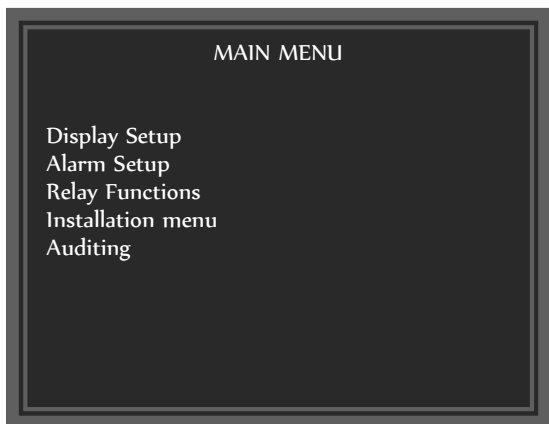 MAIN MENU
Display Setup
Alarm Setup
Relay Functions
Installation menu
Auditing